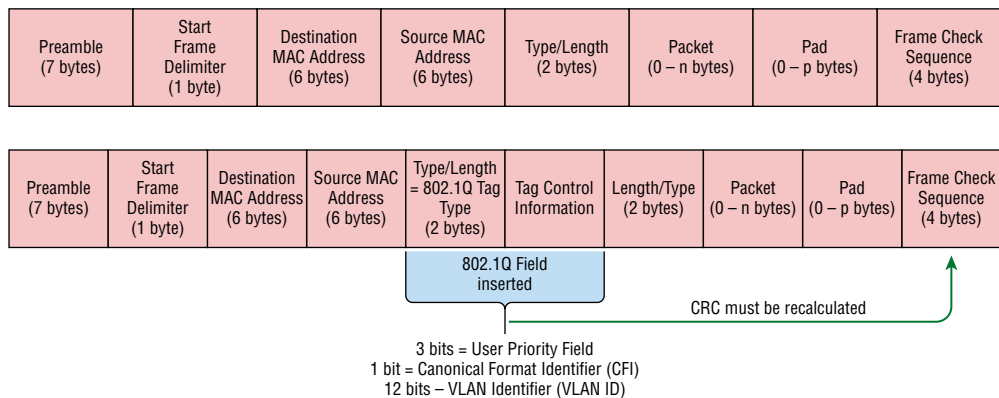 Preamble
(7 bytes)
Start
Frame
Delimiter
(1 byte)
Destination
MAC Address
(6 bytes)
Source MAC
Address
(6 bytes)
Type/Length
(2 bytes)
Packet
(0 – n bytes)
Pad
(0 – p bytes)
Frame Check
Sequence
(4 bytes)
Preamble
(7 bytes)
Start
Frame
Delimiter
(1 byte)
Destination
MAC Address
(6 bytes)
Source MAC
Address
(6 bytes)
Type/Length
= 802.1Q Tag
Type
(2 bytes)
Tag Control
Information
Length/Type
(2 bytes)
Packet
(0 – n bytes)
Pad
(0 – p bytes)
Frame Check
Sequence
(4 bytes)
802.1Q Field
inserted
CRC must be recalculated
3 bits = User Priority Field
1 bit = Canonical Format Identifier (CFI)
12 bits – VLAN Identifier (VLAN ID)